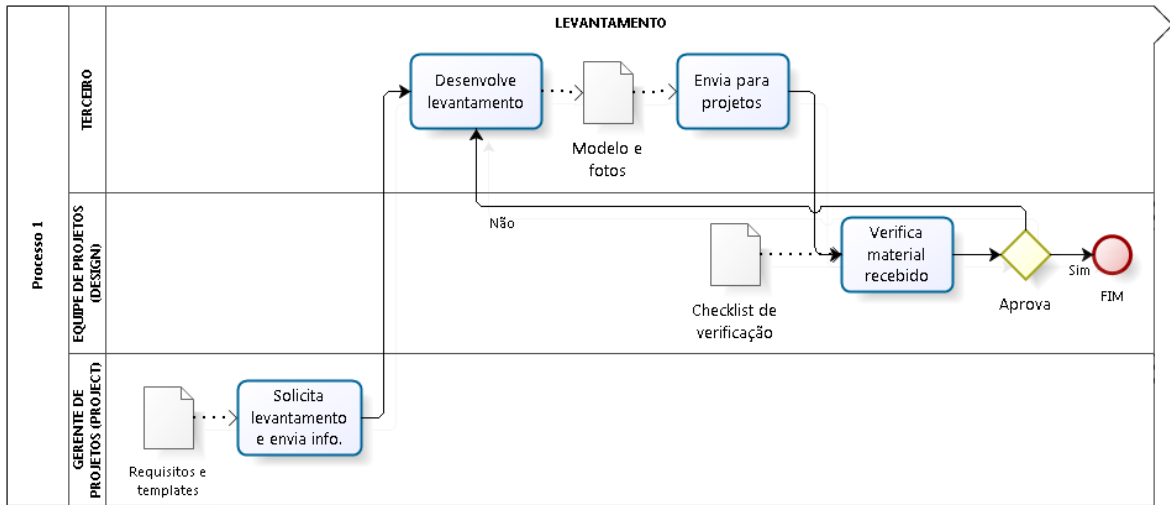 LEVANTAMENTO
Processo 1
TERCEIRO
Desenvolve
levantamento
Modelo e
fotos
Envia para
projetos
EQUIPE DE PROJETOS
(DESIGN)
Não
Checklist de
verificação
Verifica
material
recebido
Aprova
Sim
FIM
GERENTE DE
PROJETOS (PROJECT)
Requisitos e
templates
Solicita
levantamento
e envia info.